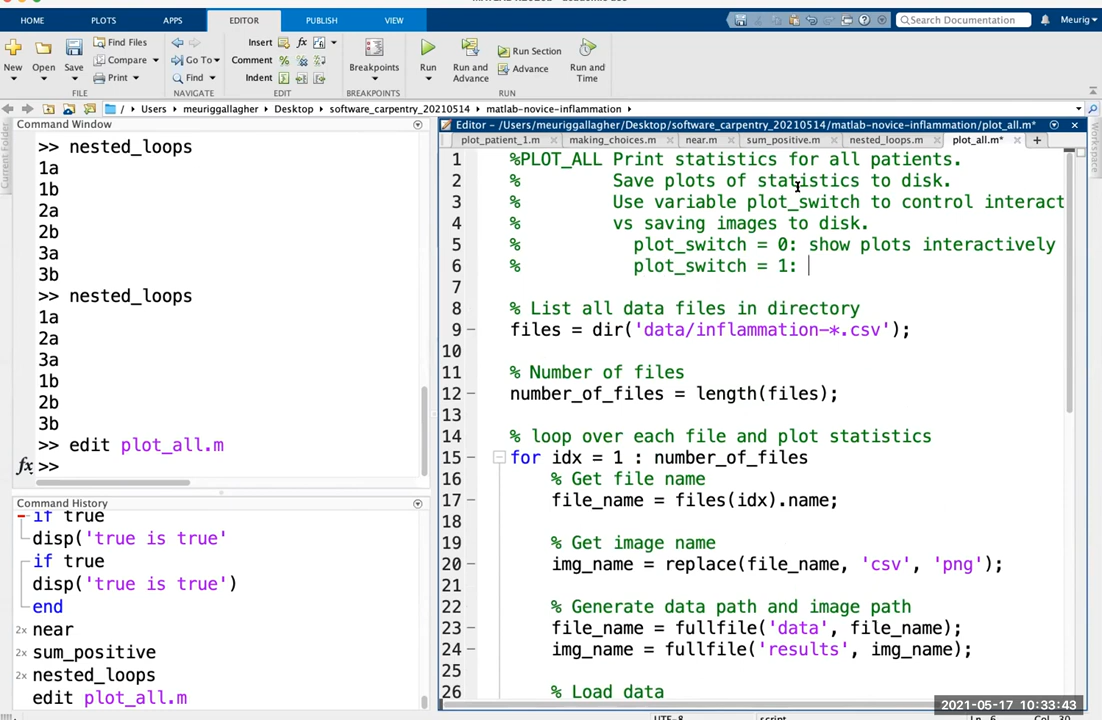 HOME PLOTS APPS EDITOR PUBLISH VIEW
Search Documentation Meurig
New Open Save Find Files Compare Print FILE
Go To Find NAVIGATE
Insert Comment Indent EDIT
Breakpoints BREAKPOINTS
Run Run and Advance Run Section Advance Run and Time RUN
/ Users meuriggallagher Desktop software_carpentry_20210514 matlab-novice-inflammation
Current Folder
Command Window
>> nested_loops
1a
1b
2a
2b
3a
3b
>> nested_loops
1a
2a
3a
1b
2b
3b
>> edit plot_all.m
fx >>
Command History
if true
disp('true is true'
if true
disp('true is true')
end
2x near
sum_positive
2x nested_loops
edit plot_all.m
Editor - /Users/meuriggallagher/Desktop/software_carpentry_20210514/matlab-novice-inflammation/plot_all.m*
plot_patient_1.m making_choices.m near.m sum_positive.m nested_loops.m plot_all.m*
1 %PLOT_ALL Print statistics for all patients.
2 % Save plots of statistics to disk.
3 % Use variable plot_switch to control interact
4 % vs saving images to disk.
5 % plot_switch = 0: show plots interactively
6 % plot_switch = 1:
7
8 % List all data files in directory
9 files = dir('data/inflammation-*.csv');
10
11 % Number of files
12 number_of_files = length(files);
13
14 % loop over each file and plot statistics
15 for idx = 1 : number_of_files
16 % Get file name
17 file_name = files(idx).name;
18
19 % Get image name
20 img_name = replace(file_name, 'csv', 'png');
21
22 % Generate data path and image path
23 file_name = fullfile('data', file_name);
24 img_name = fullfile('results', img_name);
25
26 % Load data
Workspace
2021-05-17 10:33:43